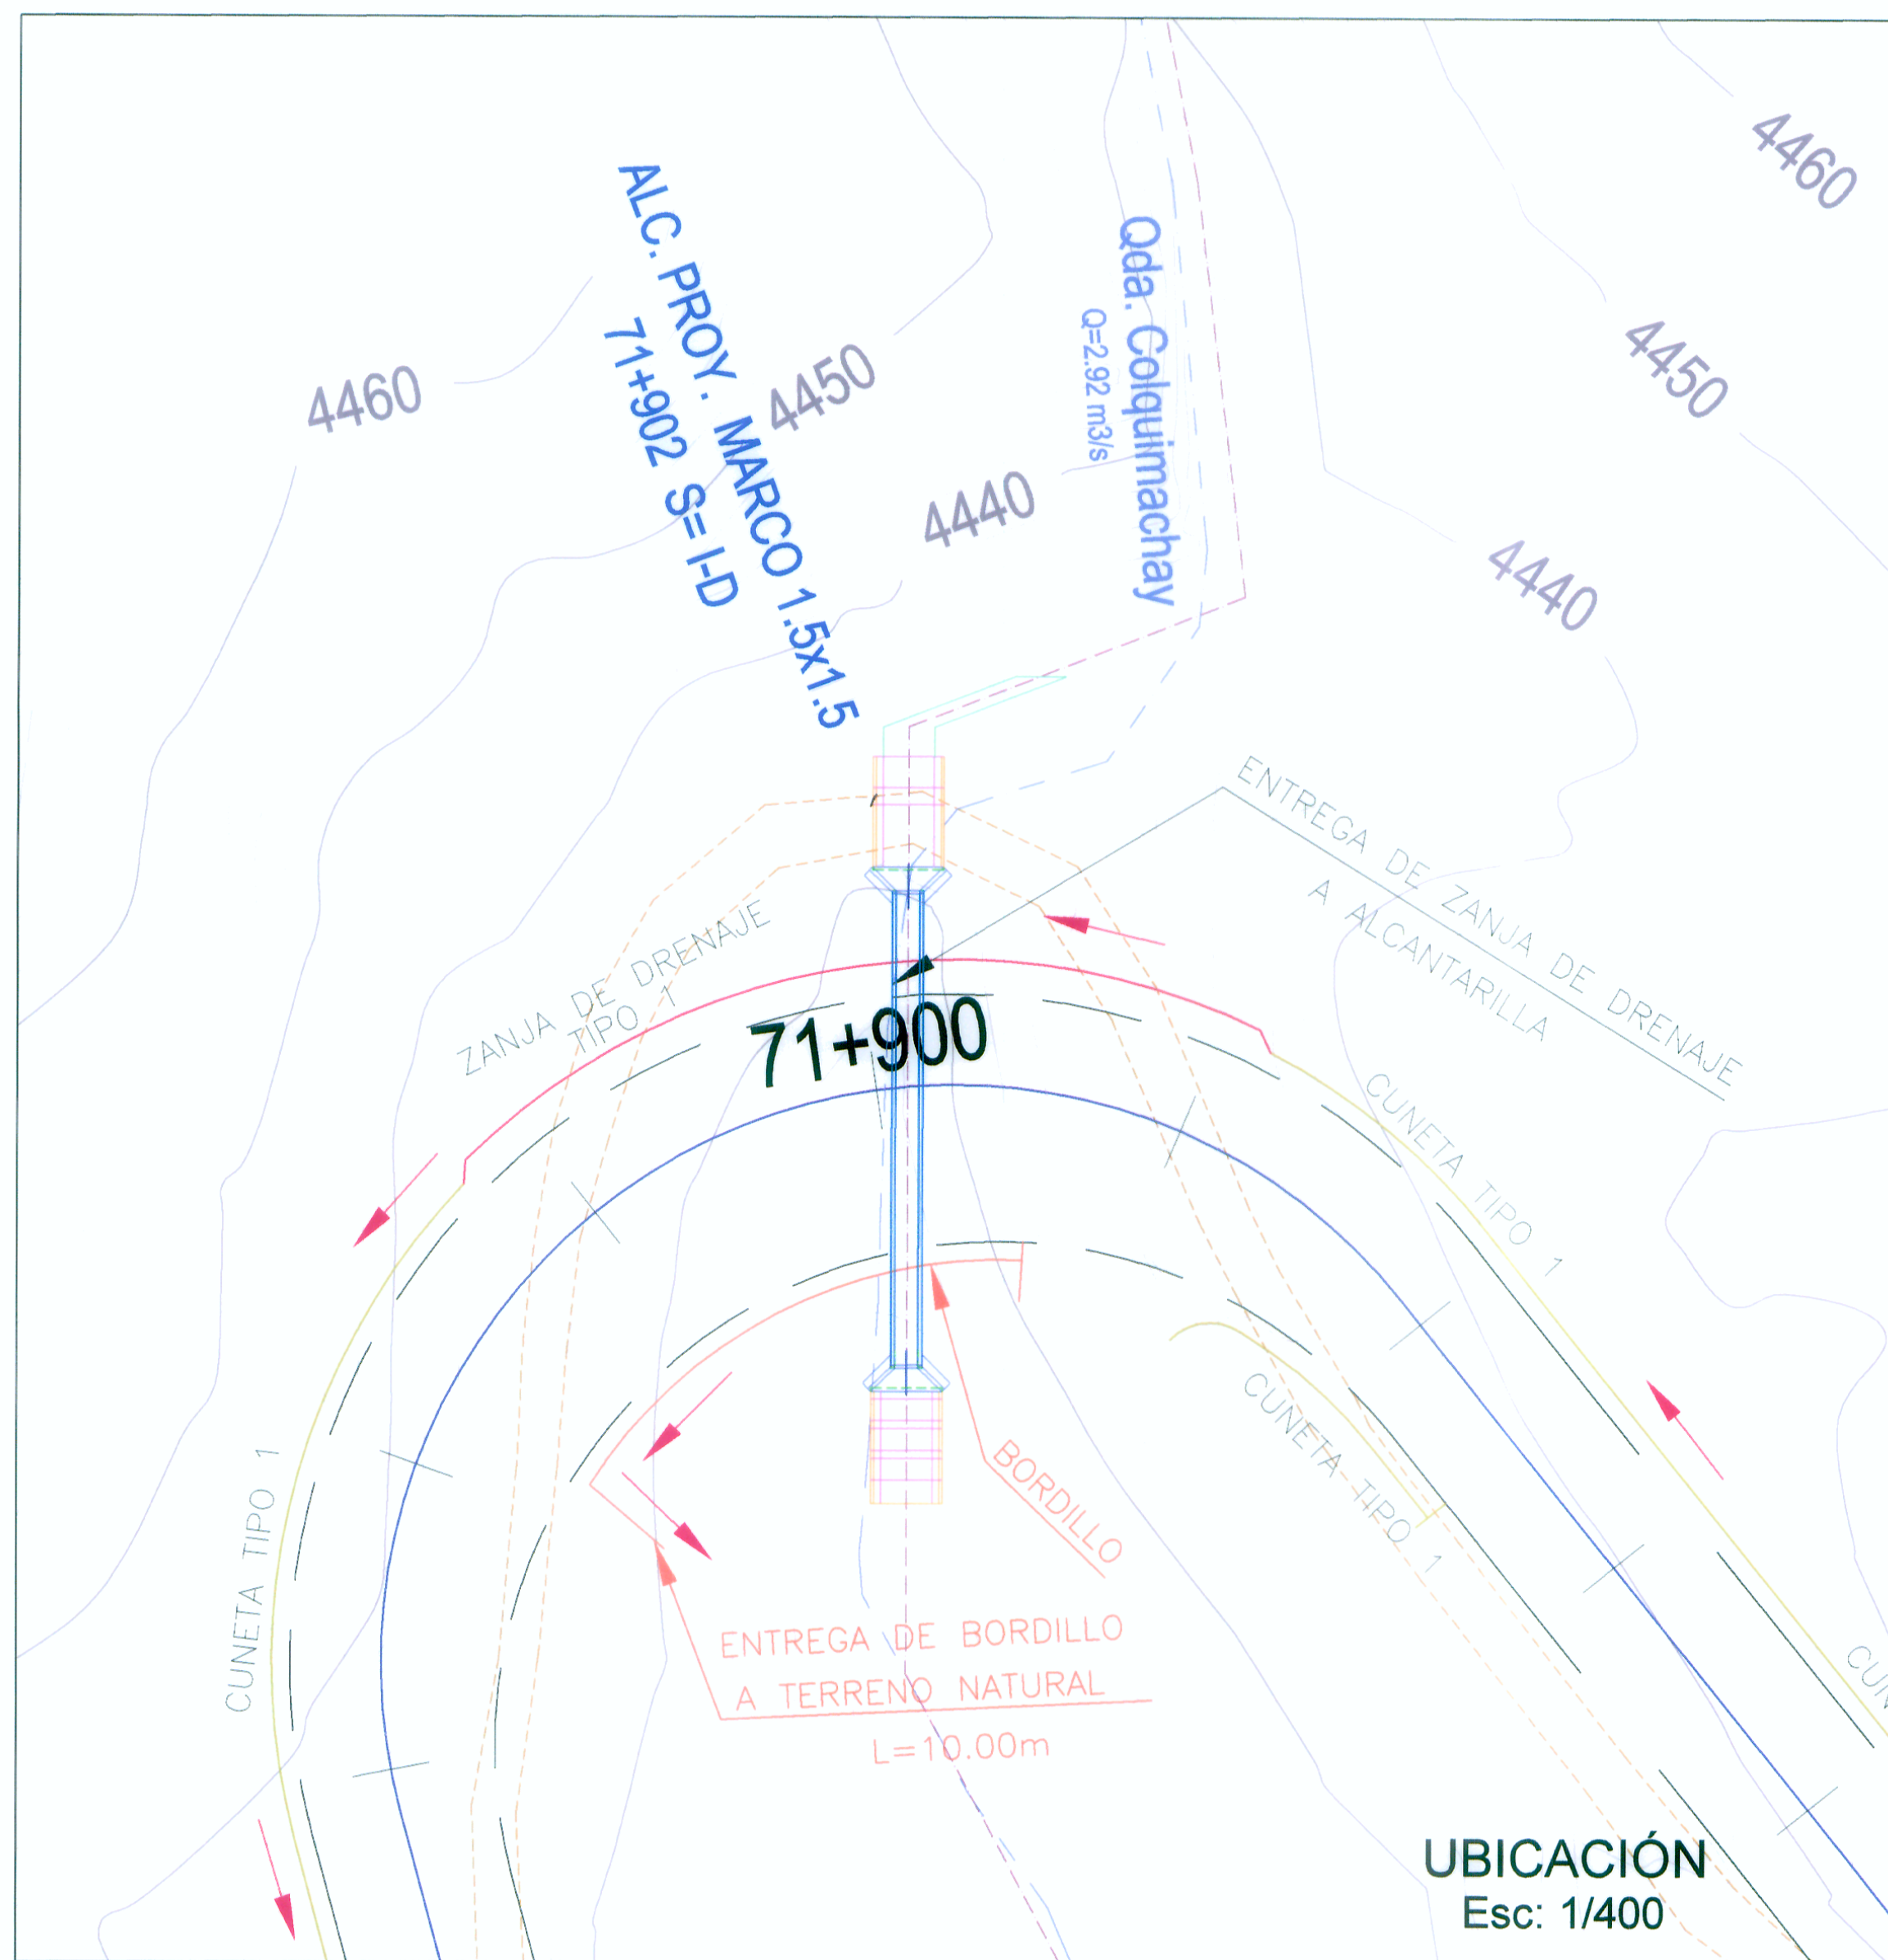 4460
ALC. PROY. MARCO 1.5x1.5
71+902 S= I-D
Qda. Colquimachay
Q=2.92 m3/s
4460
4450
4450
4440
4440
ENTREGA DE ZANJA DE DRENAJE
A ALCANTARILLA
ZANJA DE DRENAJE
TIPO 1
71+900
CUNETA TIPO 1
CUNETA TIPO 1
CUNETA TIPO 1
BORDILLO
ENTREGA DE BORDILLO
A TERRENO NATURAL
L=10.00m
UBICACIÓN
Esc: 1/400